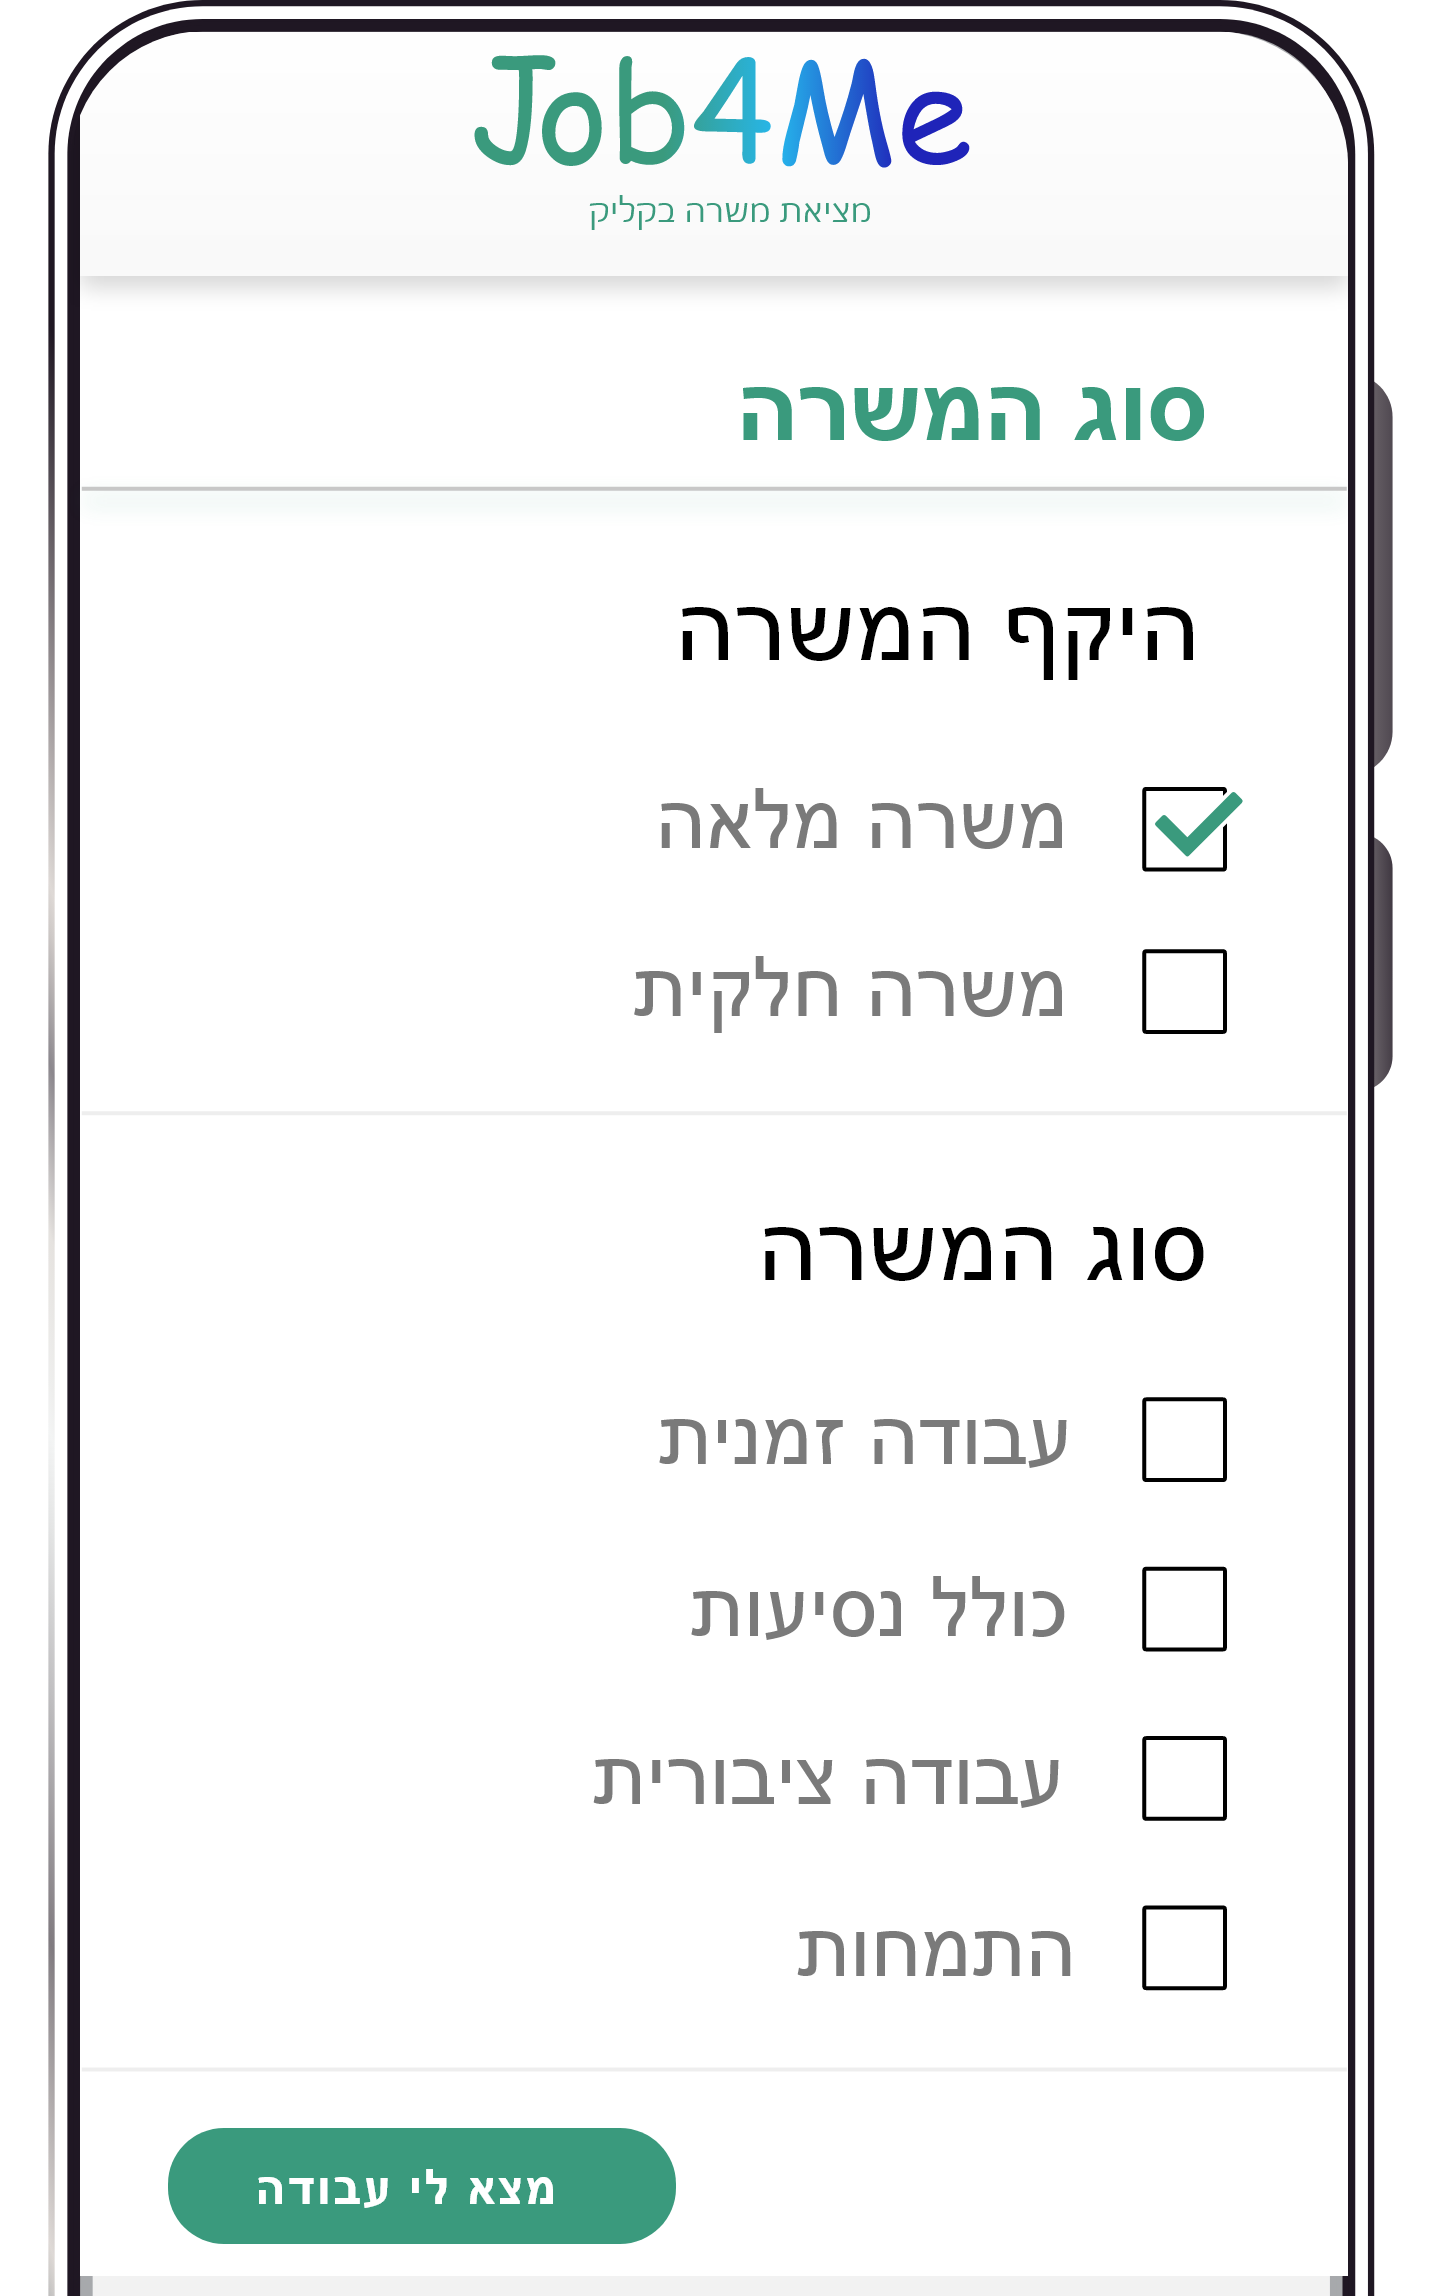 Job4Me
מציאת משרה בקליק
סוג המשרה
היקף המשרה
משרה מלאה
משרה חלקית
סוג המשרה
עבודה זמנית
כולל נסיעות
עבודה ציבורית
התמחות
מצא לי עבודה